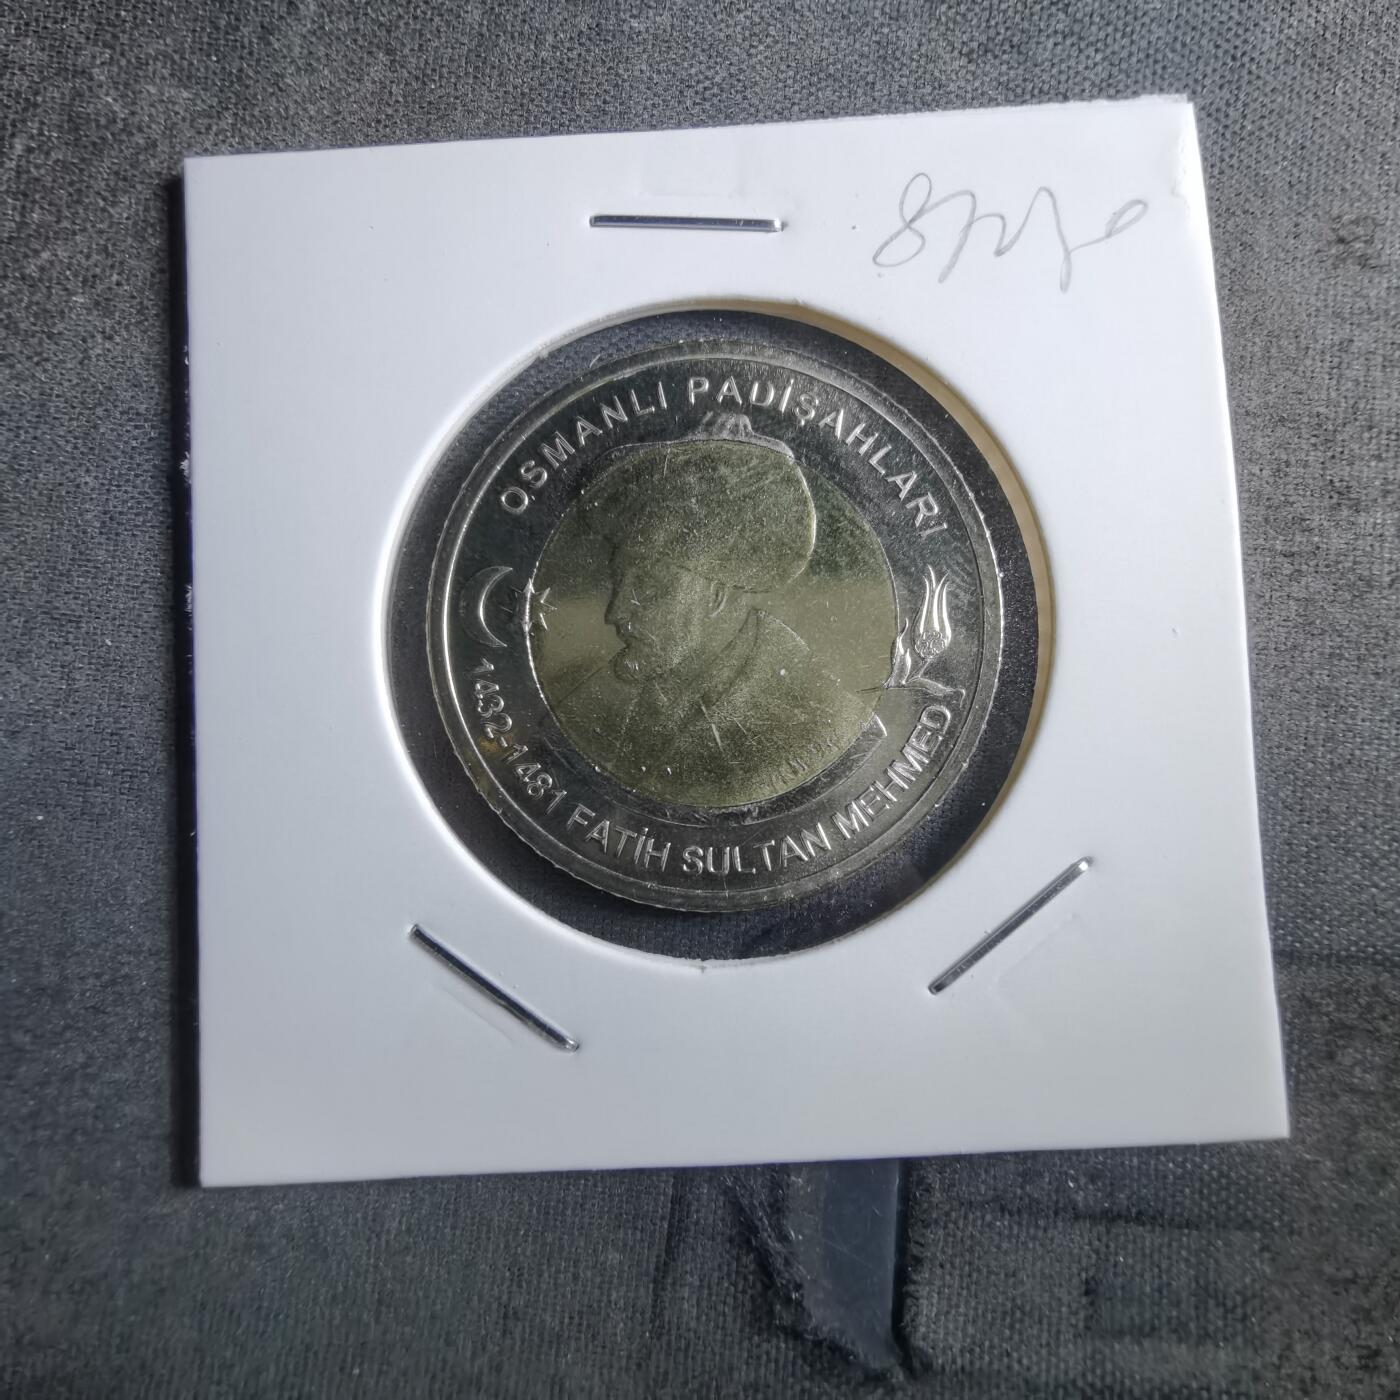 OSMANLI PADİŞAHLARI
1432-1481 FATİH SULTAN MEHMED